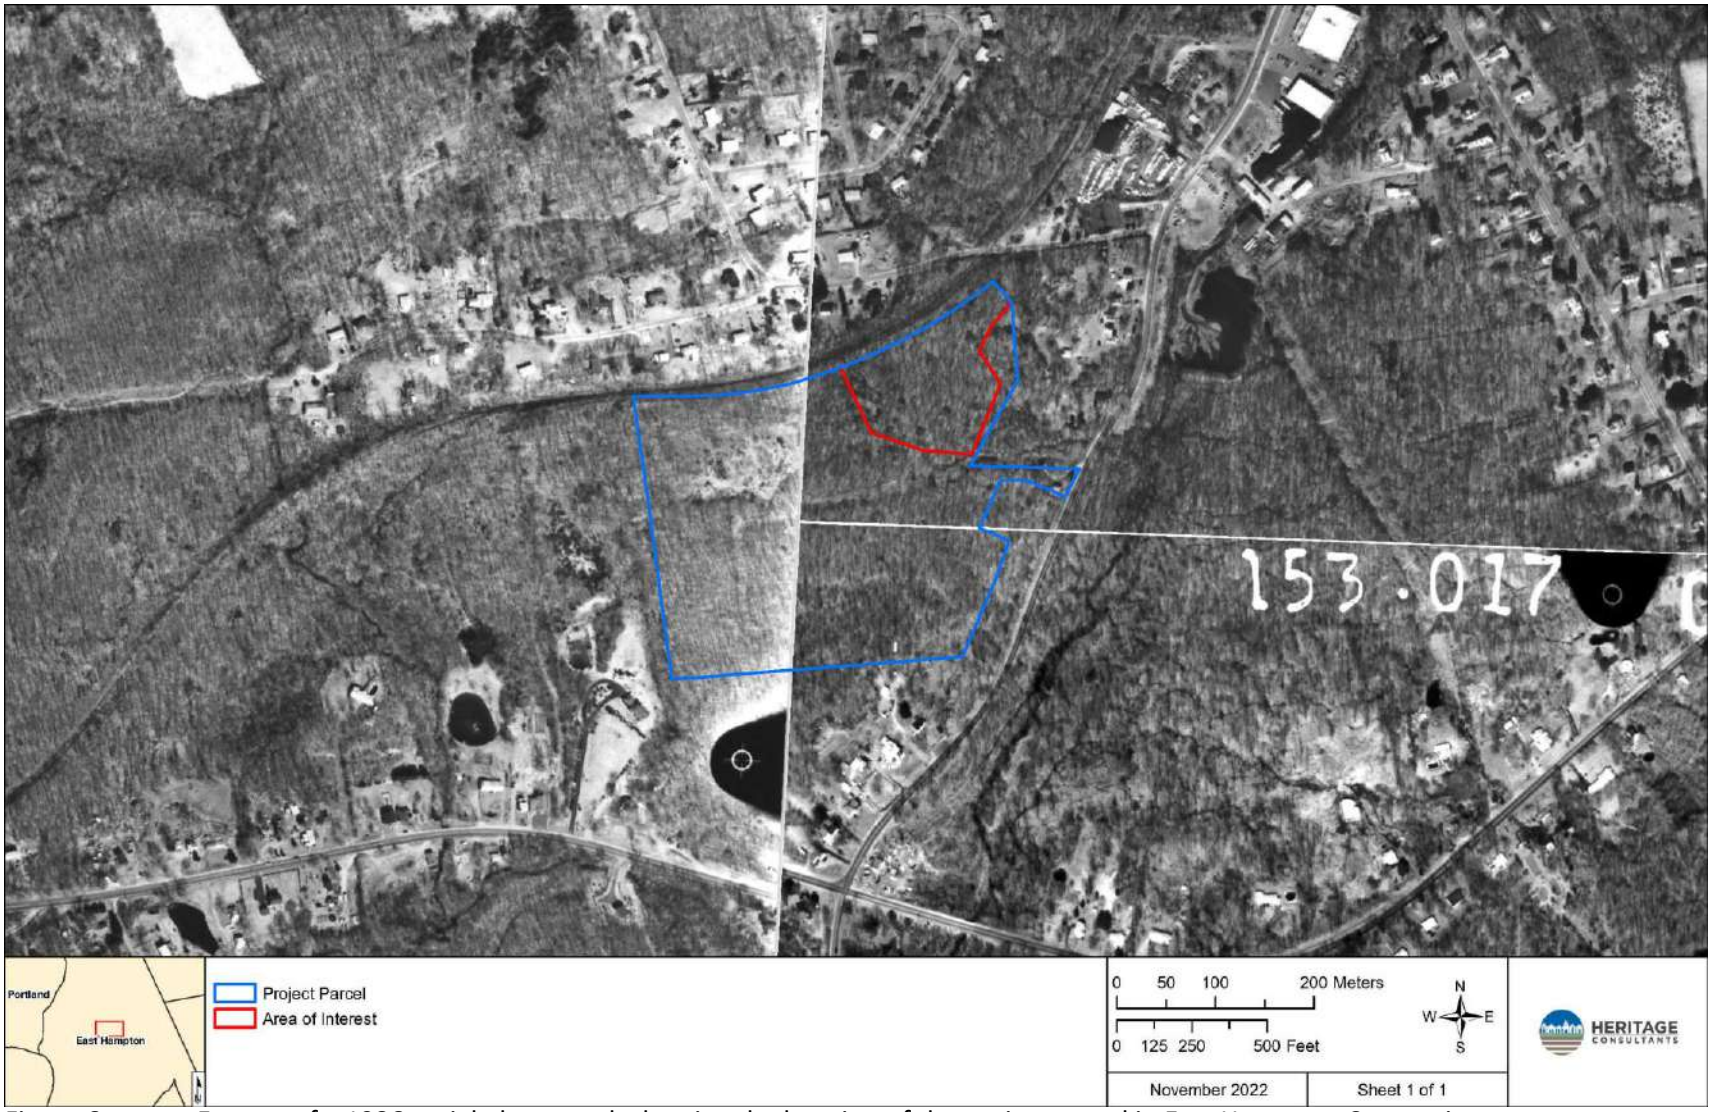 153.017
Portland
East Hampton
N
Project Parcel
Area of Interest
0 50 100 200 Meters
0 125 250 500 Feet
N
W E
S
HERITAGE
CONSULTANTS
November 2022
Sheet 1 of 1